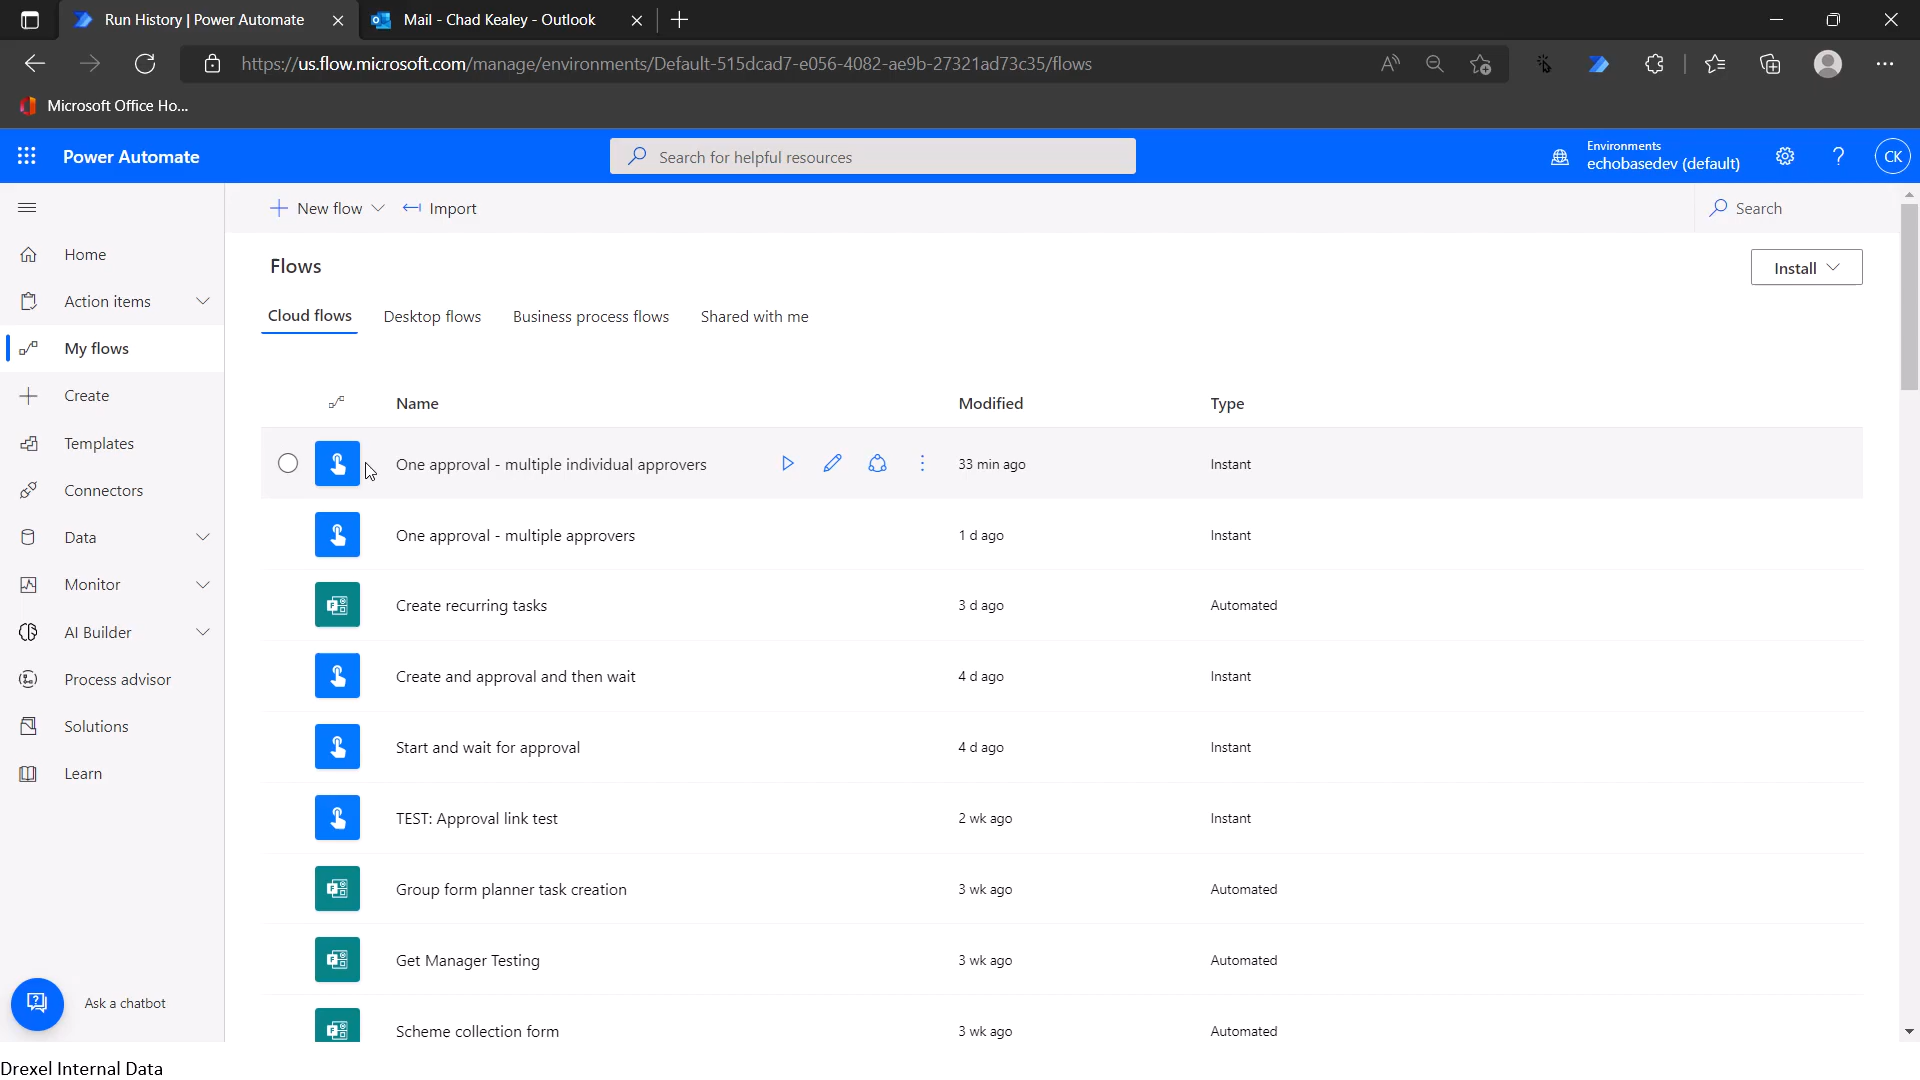 Run History | Power Automate
Mail - Chad Kealey - Outlook
https://us.flow.microsoft.com/manage/environments/Default-515dcad7-e056-4082-ae9b-27321ad73c35/flows
Microsoft Office Ho...
Power Automate
Search for helpful resources
Environments
echobasedev (default)
CK
New flow
Import
Search
Home
Action items
My flows
Create
Templates
Connectors
Data
Monitor
AI Builder
Process advisor
Solutions
Learn
Ask a chatbot
Flows
Install
Cloud flows Desktop flows Business process flows Shared with me
Name Modified Type
One approval - multiple individual approvers 33 min ago Instant
One approval - multiple approvers 1 d ago Instant
Create recurring tasks 3 d ago Automated
Create and approval and then wait 4 d ago Instant
Start and wait for approval 4 d ago Instant
TEST: Approval link test 2 wk ago Instant
Group form planner task creation 3 wk ago Automated
Get Manager Testing 3 wk ago Automated
Scheme collection form 3 wk ago Automated
Drexel Internal Data